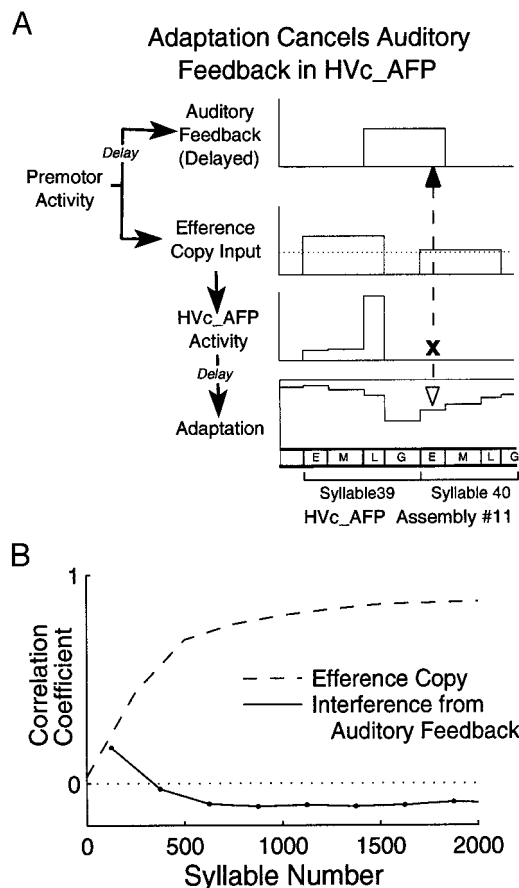 A
Adaptation Cancels Auditory
Feedback in HVc_AFP
Auditory
Feedback
(Delayed)
Delay
Premotor
Activity
Efference
Copy Input
HVc_AFP
Activity
X
Delay
Adaptation
E M L G E M L G
Syllable39 Syllable 40
HVc_AFP Assembly #11
B
1
Correlation
Coefficient
Efference Copy
Interference from
Auditory Feedback
0
0 500 1000 1500 2000
Syllable Number